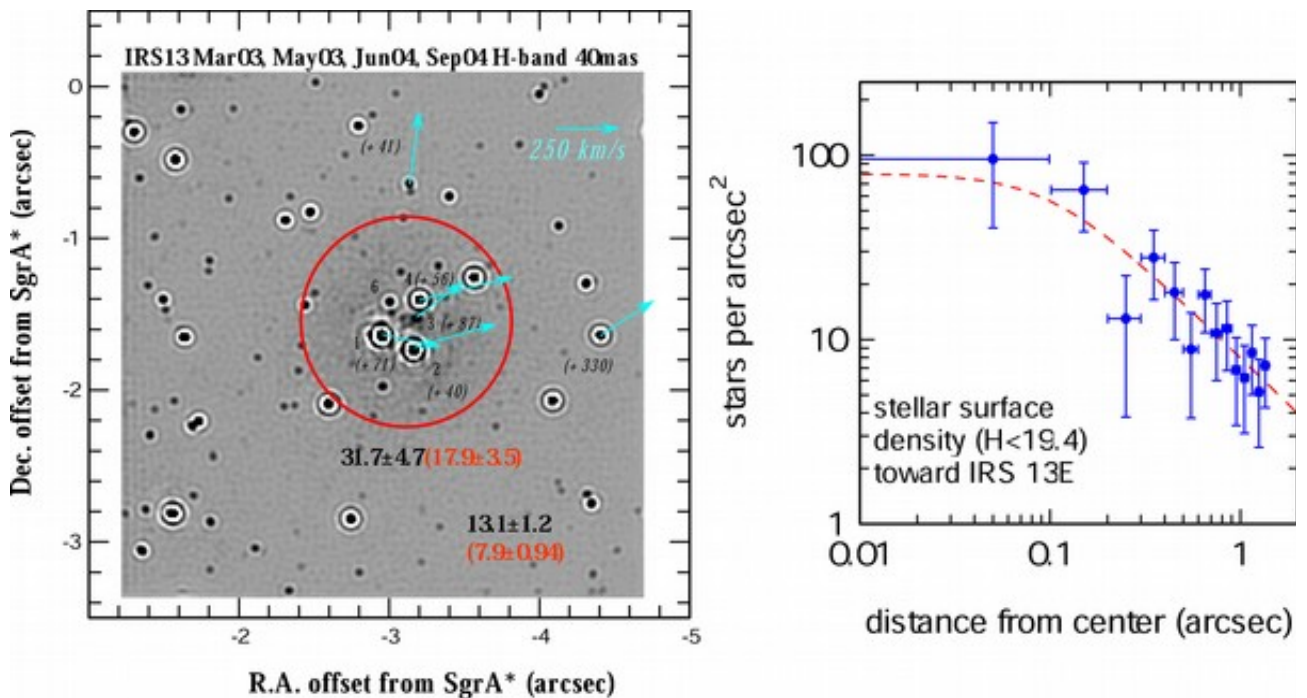 IRS13 Mar03, May03, Jun04, Sep04 H-band 40mas
0
-1
-2
-3
Dec. offset from SgrA* (arcsec)
(+ 41)
250 km/s
4 (+ 56)
6
3 (+ 87)
1
(+ 71)
2
(+ 40)
(+ 330)
31.7±4.7(17.9±3.5)
13.1±1.2
(7.9±0.94)
-2
-3
-4
-5
R.A. offset from SgrA* (arcsec)
100
10
1
stars per arcsec2
stellar surface
density (H<19.4)
toward IRS 13E
0.01
0.1
1
distance from center (arcsec)